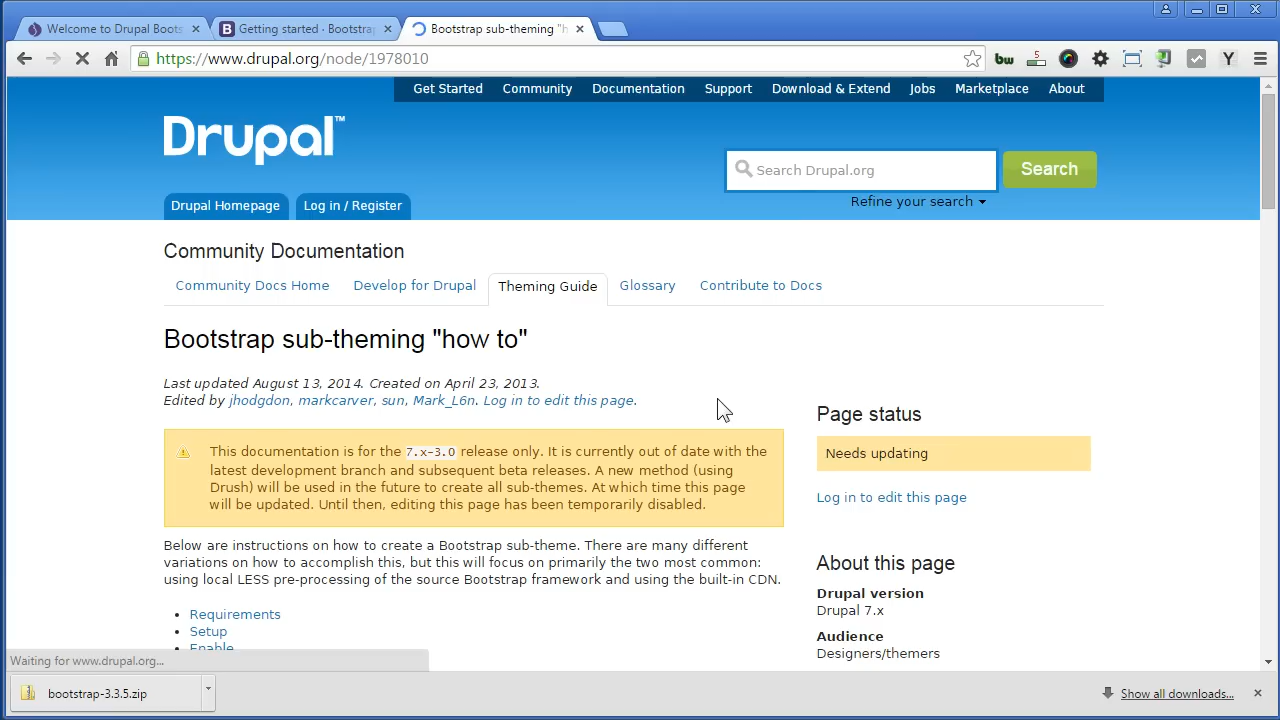 Welcome to Drupal Boots
Getting started · Bootstrap
Bootstrap sub-theming "h
https://www.drupal.org/node/1978010
bw
5
Y
Get Started Community Documentation Support Download & Extend Jobs Marketplace About
Drupal™
Search Drupal.org
Search
Refine your search
Drupal Homepage
Log in / Register
Community Documentation
Community Docs Home Develop for Drupal Theming Guide Glossary Contribute to Docs
Bootstrap sub-theming "how to"
Last updated August 13, 2014. Created on April 23, 2013.
Edited by jhodgdon, markcarver, sun, Mark_L6n. Log in to edit this page.
This documentation is for the 7.x-3.0 release only. It is currently out of date with the
latest development branch and subsequent beta releases. A new method (using
Drush) will be used in the future to create all sub-themes. At which time this page
will be updated. Until then, editing this page has been temporarily disabled.
Below are instructions on how to create a Bootstrap sub-theme. There are many different
variations on how to accomplish this, but this will focus on primarily the two most common:
using local LESS pre-processing of the source Bootstrap framework and using the built-in CDN.
• Requirements
• Setup
• Enable
Page status
Needs updating
Log in to edit this page
About this page
Drupal version
Drupal 7.x
Audience
Designers/themers
Waiting for www.drupal.org...
bootstrap-3.3.5.zip
Show all downloads...